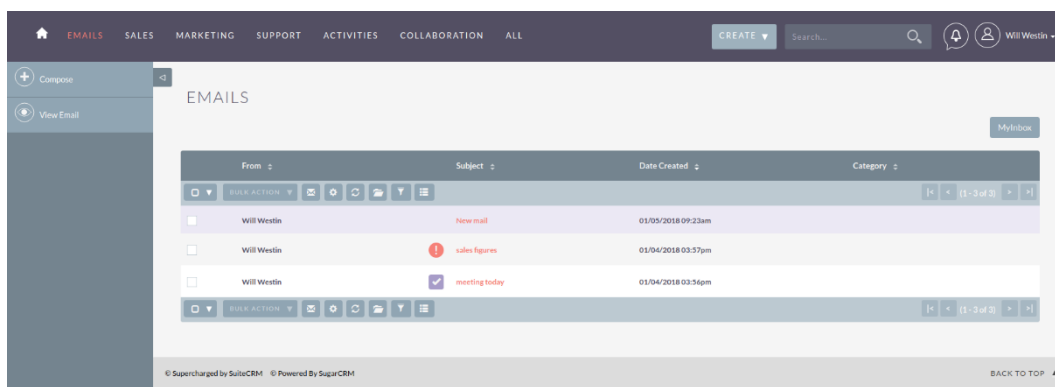 EMAILS SALES MARKETING SUPPORT ACTIVITIES COLLABORATION ALL CREATE Search... Will Westin
Compose
View Email
EMAILS
My Inbox
From Subject Date Created Category
BULK ACTION (1 - 3 of 3)
Will Westin New mail 01/05/2018 09:23am
Will Westin sales figures 01/04/2018 03:57pm
Will Westin meeting today 01/04/2018 03:56pm
BULK ACTION (1 - 3 of 3)
© Supercharged by SuiteCRM © Powered By SugarCRM BACK TO TOP